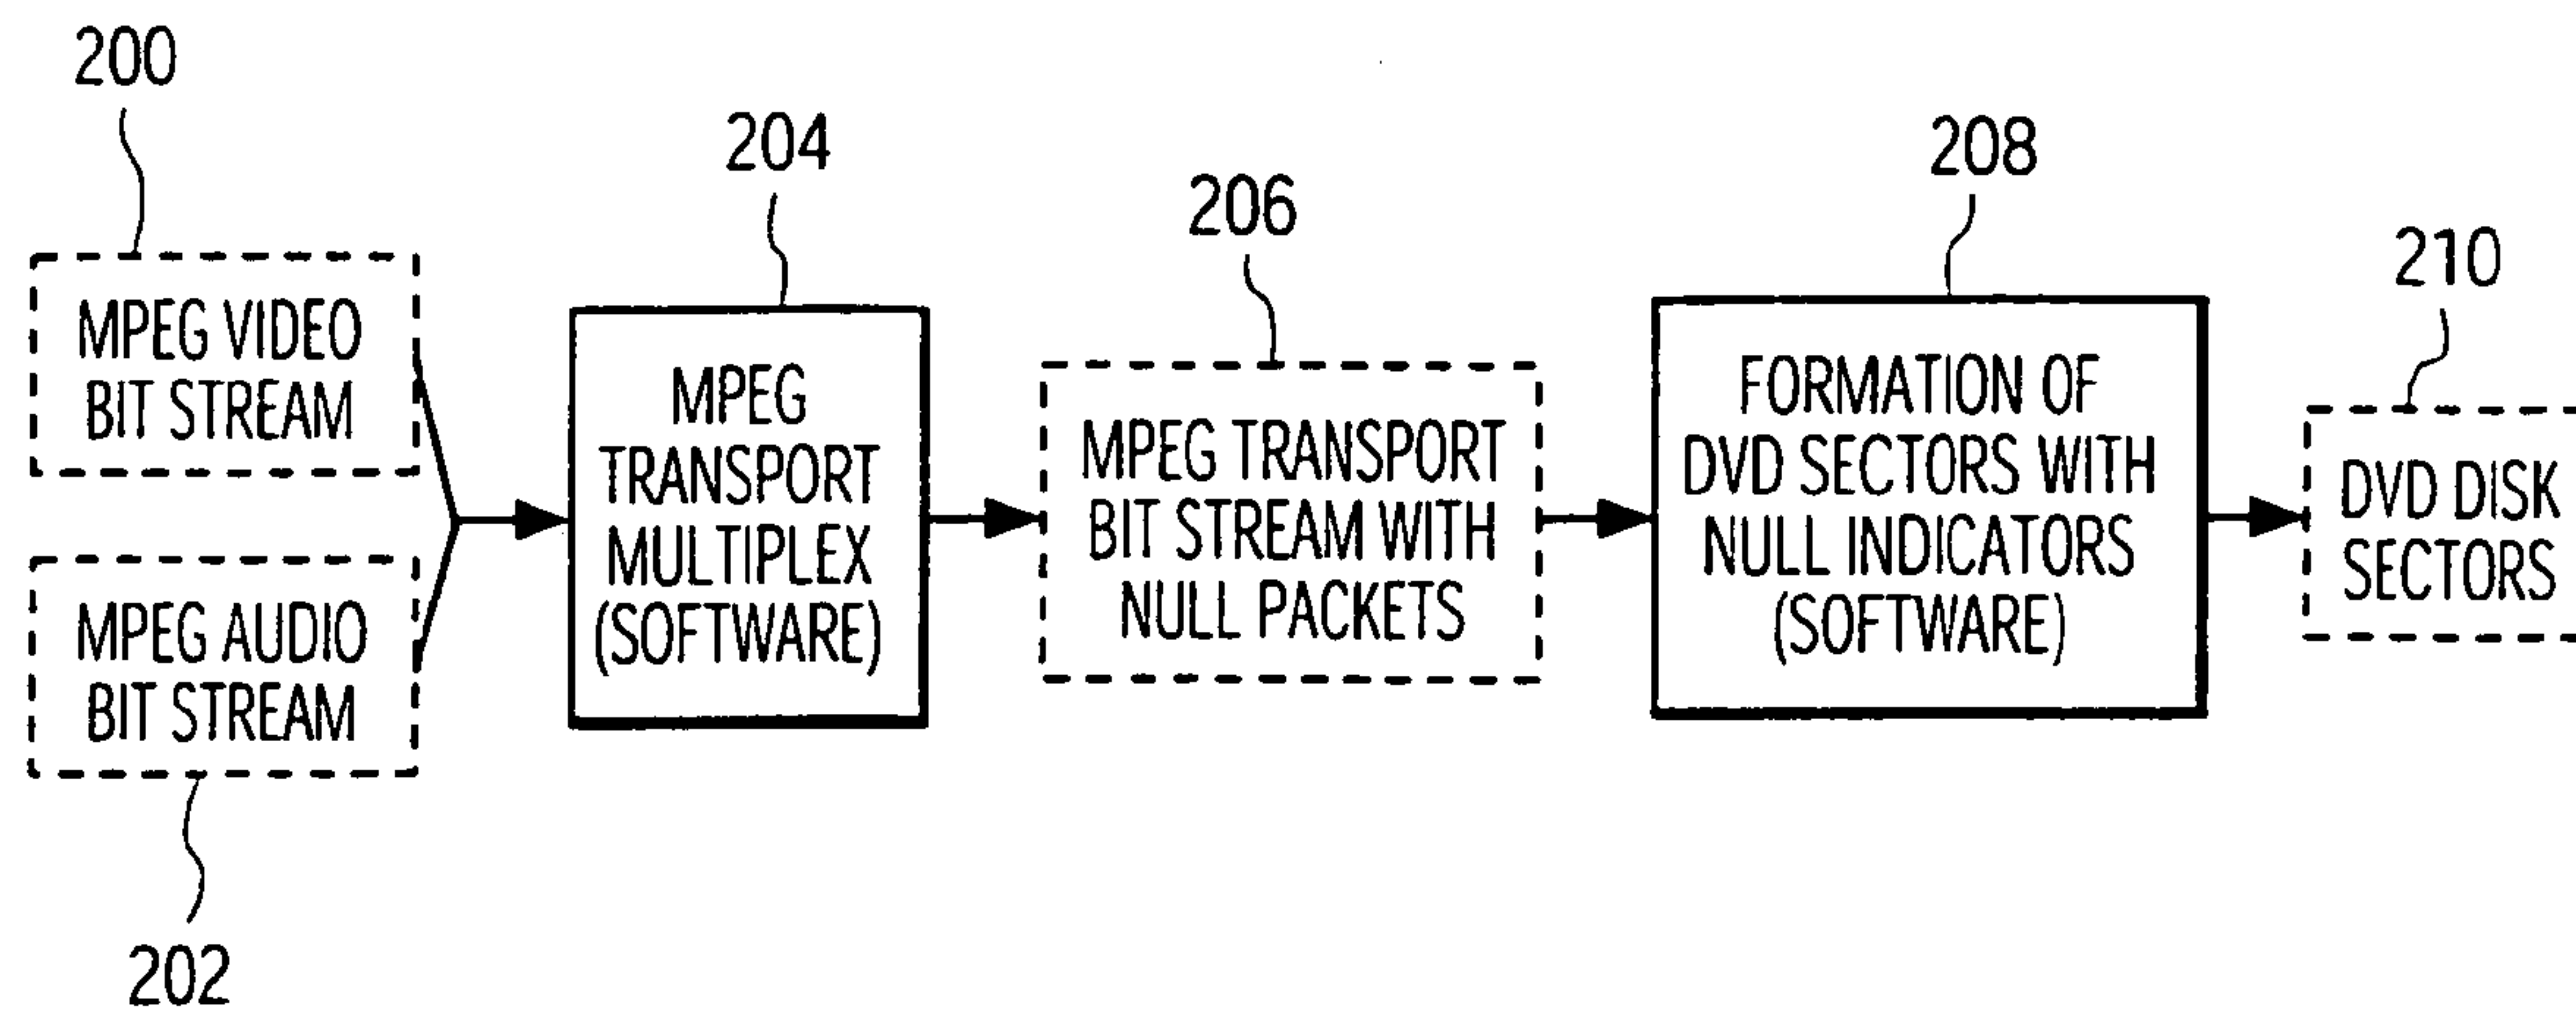 200
MPEG VIDEO
BIT STREAM
MPEG AUDIO
BIT STREAM
202
204
MPEG
TRANSPORT
MULTIPLEX
(SOFTWARE)
206
MPEG TRANSPORT
BIT STREAM WITH
NULL PACKETS
208
FORMATION OF
DVD SECTORS WITH
NULL INDICATORS
(SOFTWARE)
210
DVD DISK
SECTORS